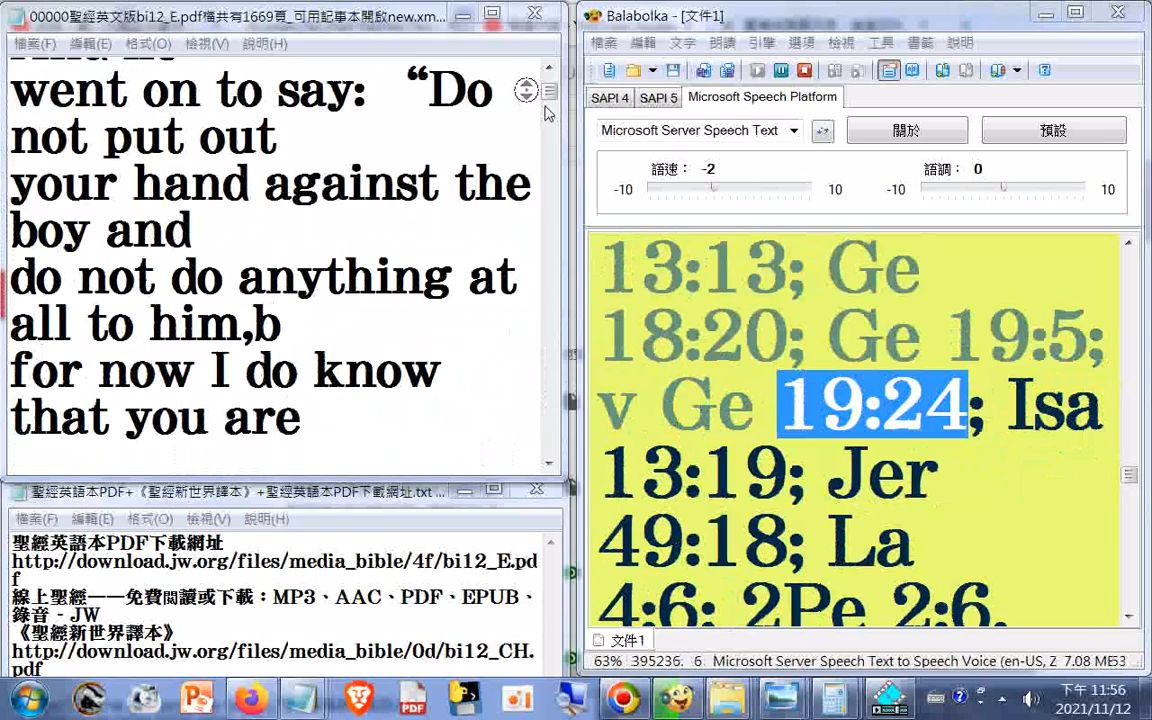 00000聖經英文版bi12_E.pdf檔共有1669頁_可用記事本開啟new.xm...
檔案(F) 編輯(E) 格式(O) 檢視(V) 說明(H)
went on to say: “Do
not put out
your hand against the
boy and
do not do anything at
all to him,b
for now I do know
that you are
聖經英語本PDF+《聖經新世界譯本》+聖經英語本PDF下載網址.txt ...
檔案(F) 編輯(E) 格式(O) 檢視(V) 說明(H)
聖經英語本PDF下載網址
http://download.jw.org/files/media_bible/4f/bi12_E.pd
f
線上聖經——免費閱讀或下載：MP3、AAC、PDF、EPUB、
錄音 - JW
《聖經新世界譯本》
http://download.jw.org/files/media_bible/0d/bi12_CH.
pdf
Balabolka - [文件1]
檔案 編輯 文字 朗讀 引擎 選項 檢視 工具 書籤 說明
SAPI 4 SAPI 5 Microsoft Speech Platform
Microsoft Server Speech Text 關於 預設
語速： -2 語調： 0
-10 10 -10 10
13:13; Ge
18:20; Ge 19:5;
v Ge 19:24; Isa
13:19; Jer
49:18; La
4:6; 2Pe 2:6.
文件1
63% 395236. 6. Microsoft Server Speech Text to Speech Voice (en-US, Z 7.08 ME53
PDF
下午 11:56
2021/11/12